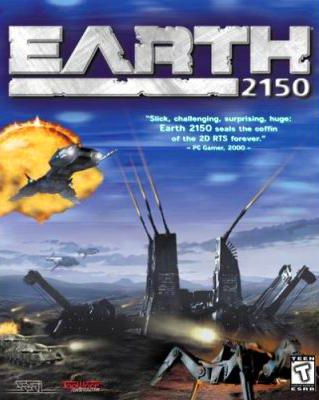 EARTH
2150
"Slick, challenging, surprising, huge:
Earth 2150 seals the coffin
of the 2D RTS forever."
– PC Gamer, 2000 –
TEEN
T
ESRB